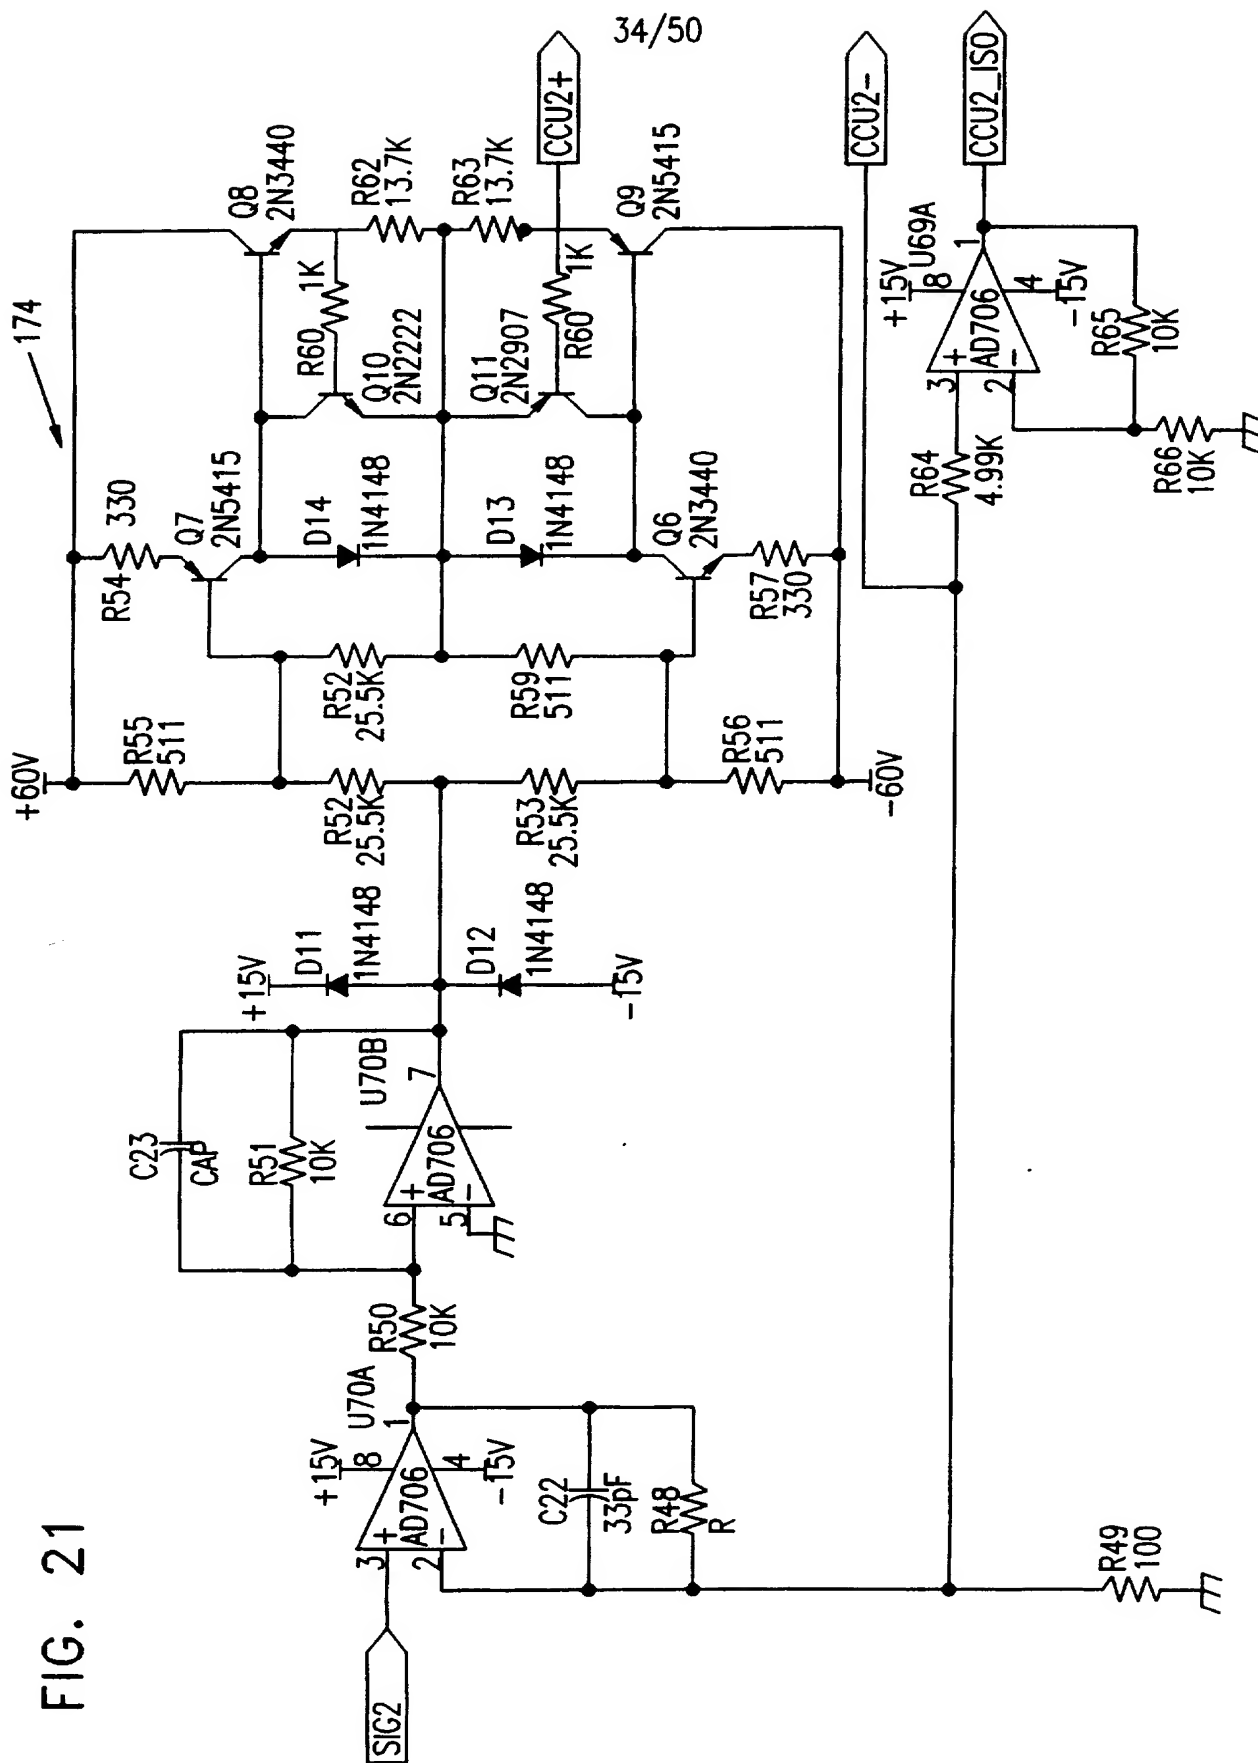 34/50
FIG. 21
174
SIG2
+15V
U70A
3
+
8
1
AD706
2
-
4
-15V
R50
10K
C22
33pF
R48
R
R49
100
C23
CAP
R51
10K
U70B
6
+
7
AD706
5
-
+15V
D11
1N4148
D12
1N4148
-15V
+60V
R55
511
R52
25.5K
R53
25.5K
R56
511
-60V
R52
25.5K
R59
511
R54
330
Q7
2N5415
D14
1N4148
D13
1N4148
Q6
2N3440
R57
330
R60
1K
Q10
2N2222
Q11
2N2907
R60
1K
Q8
2N3440
R62
13.7K
R63
13.7K
Q9
2N5415
CCU2+
CCU2-
R64
4.99K
+15V
U69A
3
+
8
1
AD706
2
-
4
-15V
R65
10K
R66
10K
CCU2_ISO